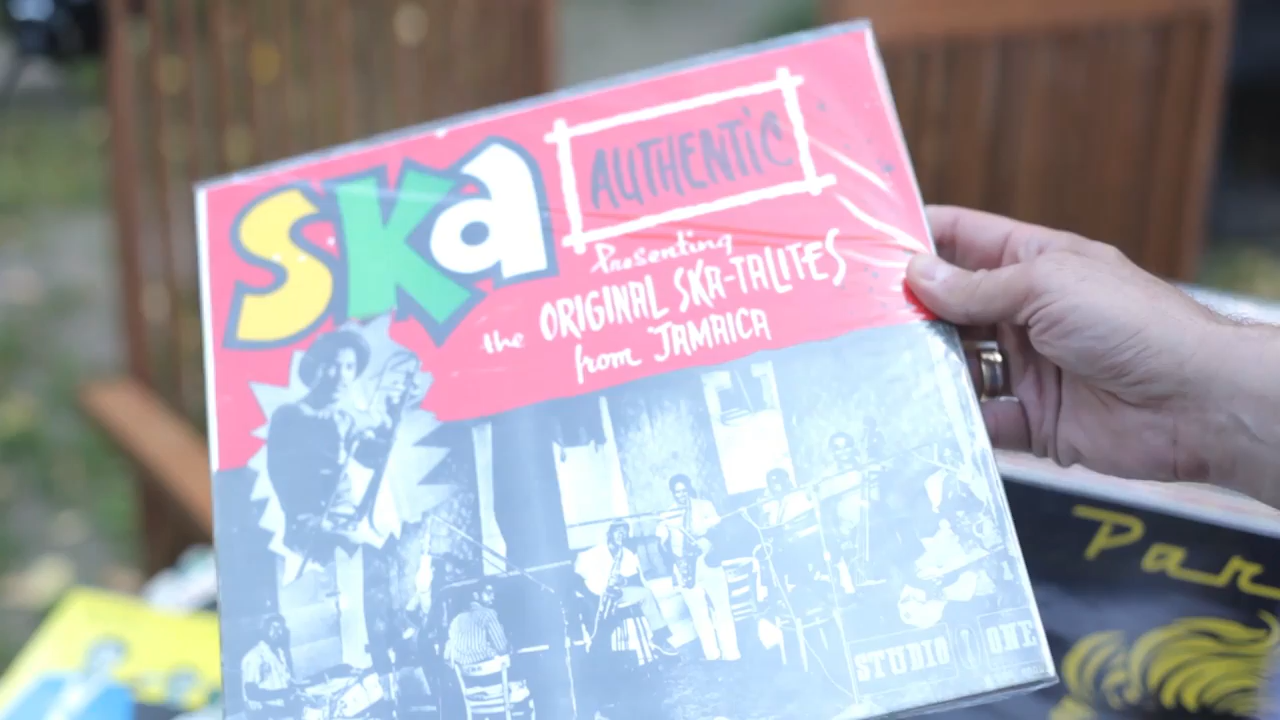 SKa
AUTHENTiC
Presenting
the ORIGINAL SKA-TALITES
from JAMAICA
STUDIO ONE
Par